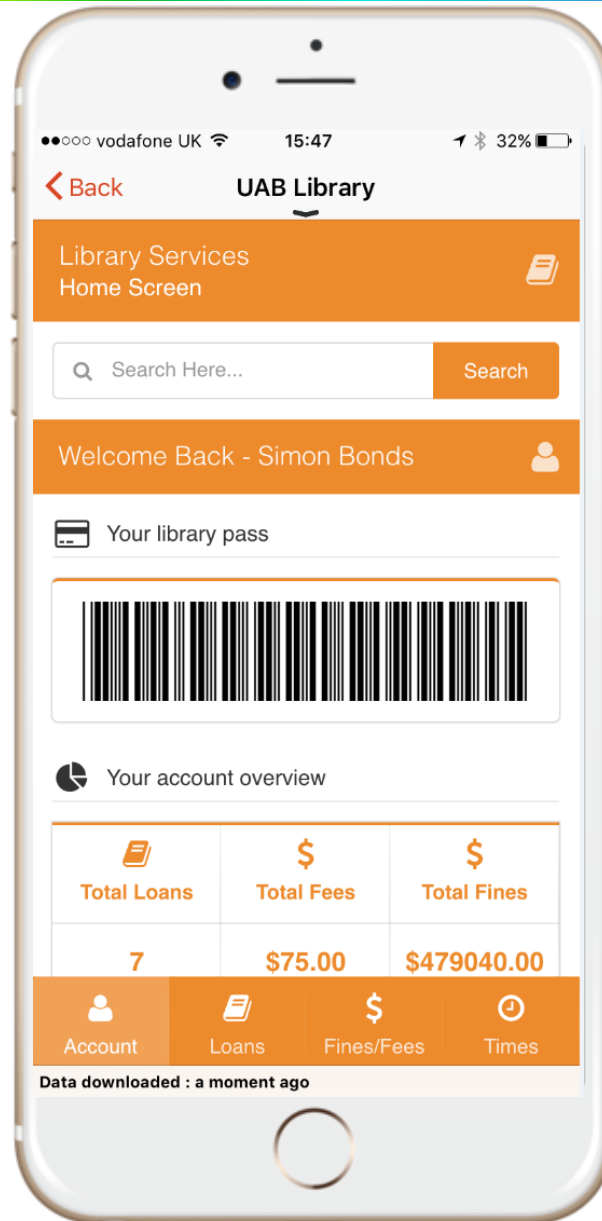 vodafone UK 15:47 32%
Back UAB Library
Library Services
Home Screen
Search Here... Search
Welcome Back - Simon Bonds
Your library pass
Your account overview
$ $
Total Loans Total Fees Total Fines
7 $75.00 $479040.00
$
Account Loans Fines/Fees Times
Data downloaded : a moment ago